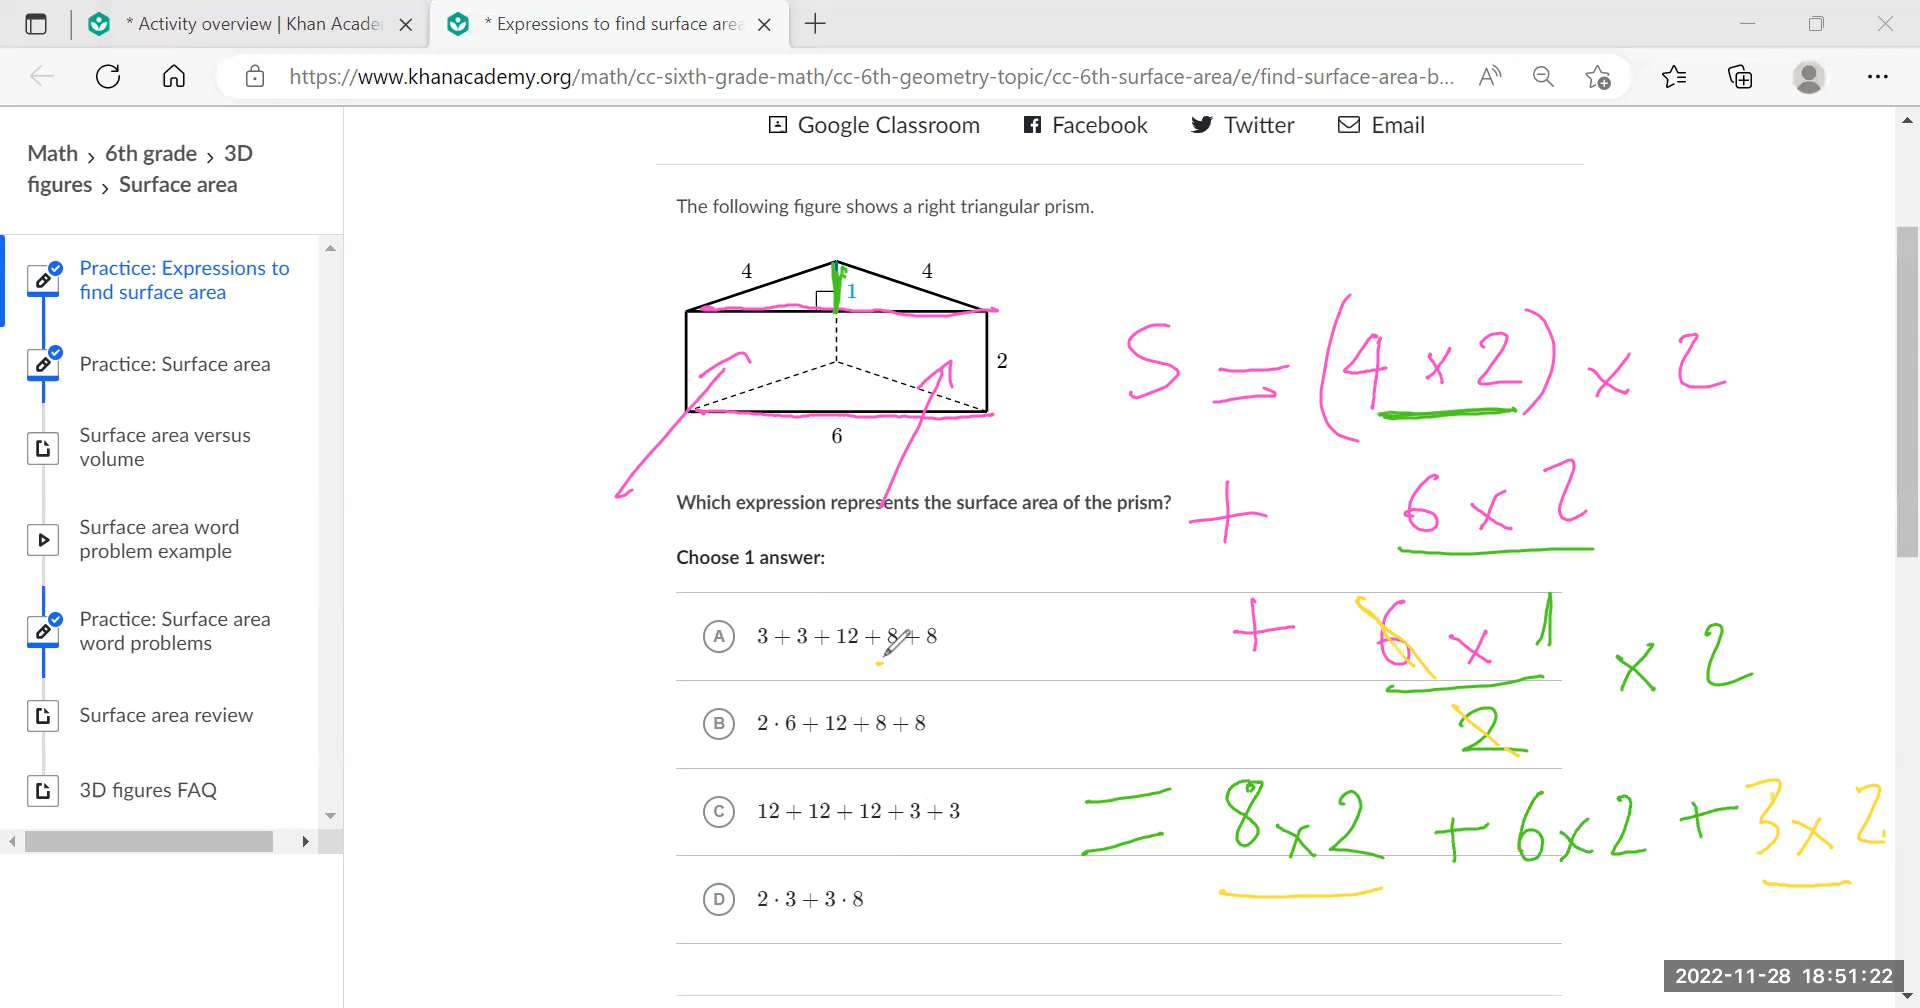 * Activity overview | Khan Acade
* Expressions to find surface area
https://www.khanacademy.org/math/cc-sixth-grade-math/cc-6th-geometry-topic/cc-6th-surface-area/e/find-surface-area-b...
Math › 6th grade › 3D
figures › Surface area
Practice: Expressions to
find surface area
Practice: Surface area
Surface area versus
volume
Surface area word
problem example
Practice: Surface area
word problems
Surface area review
3D figures FAQ
Google Classroom Facebook Twitter Email
The following figure shows a right triangular prism.
4 4
1
2
6
S = (4 × 2) × 2
+ 6 × 2
+ 6 × 1 × 2
2
= 8×2 + 6×2 + 3×2
Which expression represents the surface area of the prism?
Choose 1 answer:
A 3 + 3 + 12 + 8 + 8
B 2 · 6 + 12 + 8 + 8
C 12 + 12 + 12 + 3 + 3
D 2 · 3 + 3 · 8
2022-11-28 18:51:22